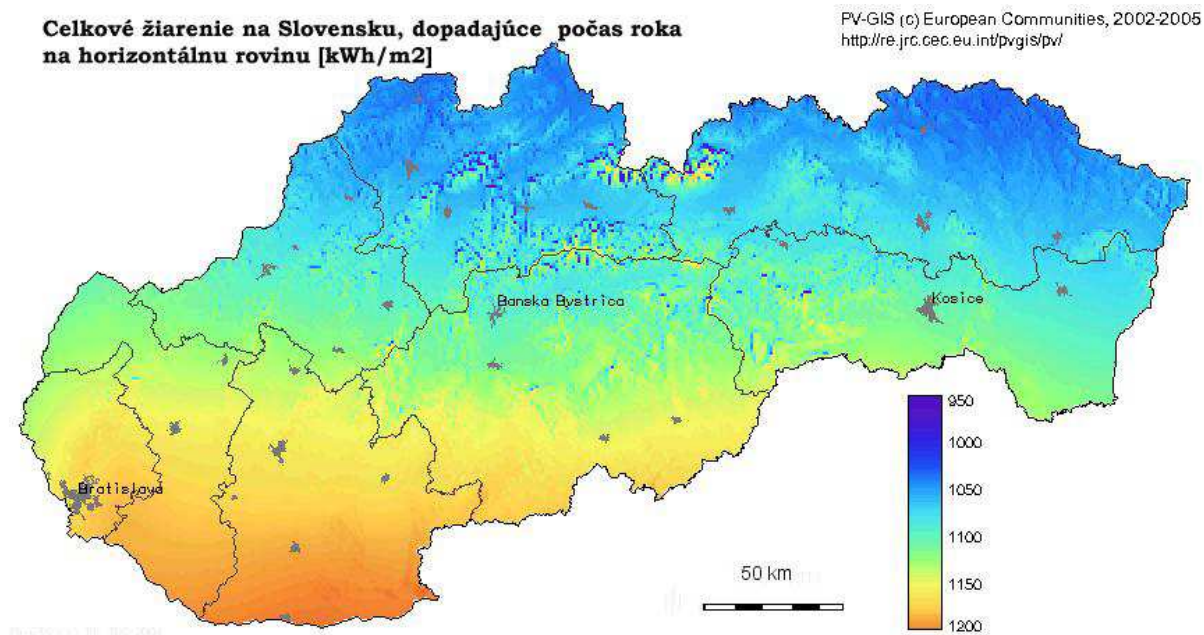 Celkové žiarenie na Slovensku, dopadajúce počas roka
na horizontálnu rovinu [kWh/m2]
PV-GIS (c) European Communities, 2002-2005
http://re.jrc.cec.eu.int/pvgis/pv/
Banska Bystrica
Kosice
Bratislava
950
1000
1050
1100
1150
1200
50 km